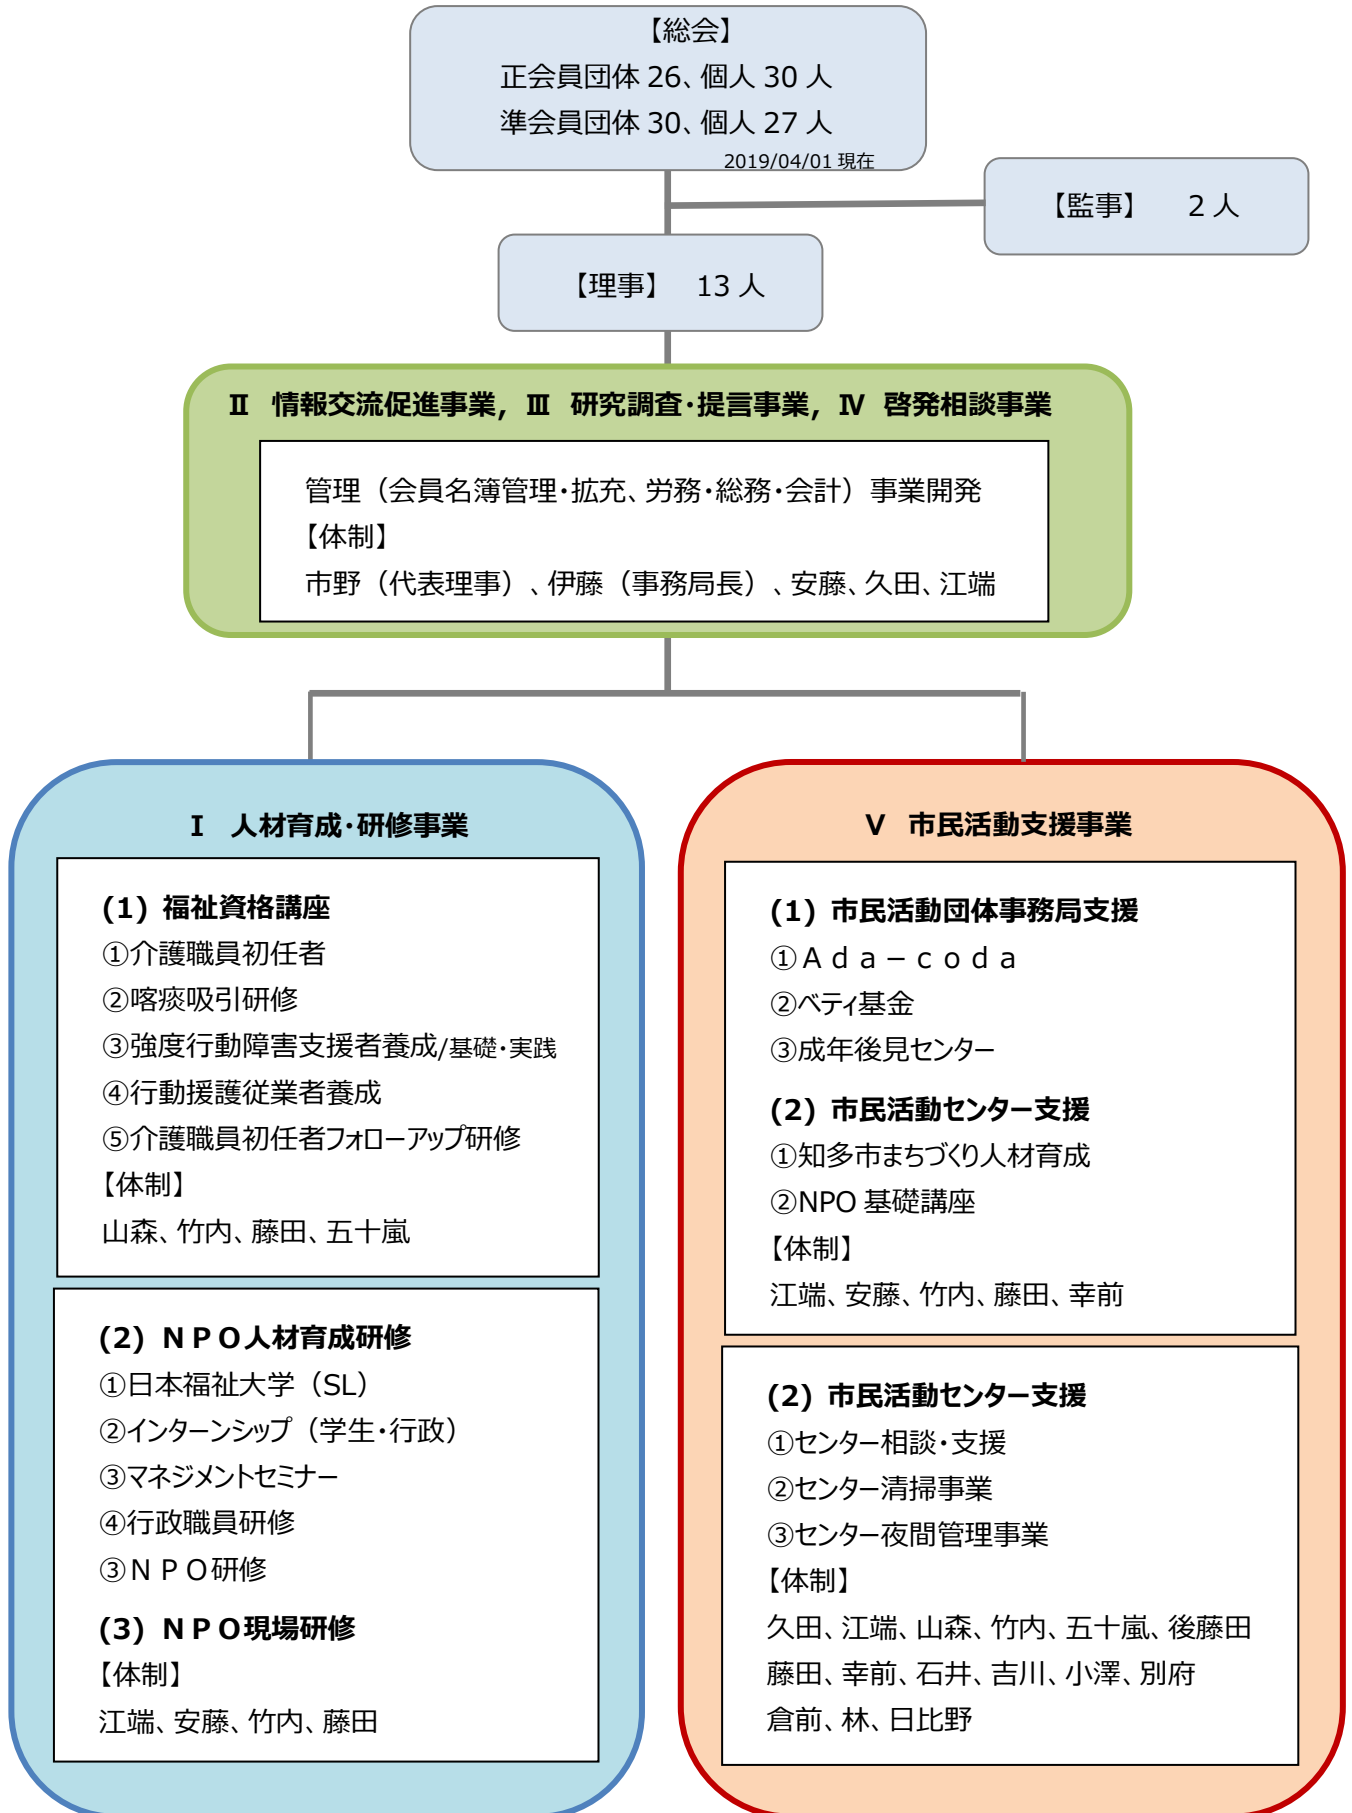 【総会】
正会員団体 26、個人 30 人
準会員団体 30、個人 27 人
2019/04/01 現在
【監事】　2 人
【理事】　13 人
Ⅱ 情報交流促進事業, Ⅲ 研究調査・提言事業, Ⅳ 啓発相談事業
管理（会員名簿管理・拡充、労務・総務・会計）事業開発
【体制】
市野（代表理事）、伊藤（事務局長）、安藤、久田、江端
Ⅰ 人材育成・研修事業
(1) 福祉資格講座
①介護職員初任者
②喀痰吸引研修
③強度行動障害支援者養成/基礎・実践
④行動援護従業者養成
⑤介護職員初任者フォローアップ研修
【体制】
山森、竹内、藤田、五十嵐
(2) ＮＰＯ人材育成研修
①日本福祉大学（SL）
②インターンシップ（学生・行政）
③マネジメントセミナー
④行政職員研修
③ＮＰＯ研修
(3) ＮＰＯ現場研修
【体制】
江端、安藤、竹内、藤田
Ⅴ 市民活動支援事業
(1) 市民活動団体事務局支援
①Ａｄａ－ｃｏｄａ
②ベティ基金
③成年後見センター
(2) 市民活動センター支援
①知多市まちづくり人材育成
②NPO 基礎講座
【体制】
江端、安藤、竹内、藤田、幸前
(2) 市民活動センター支援
①センター相談・支援
②センター清掃事業
③センター夜間管理事業
【体制】
久田、江端、山森、竹内、五十嵐、後藤田
藤田、幸前、石井、吉川、小澤、別府
倉前、林、日比野